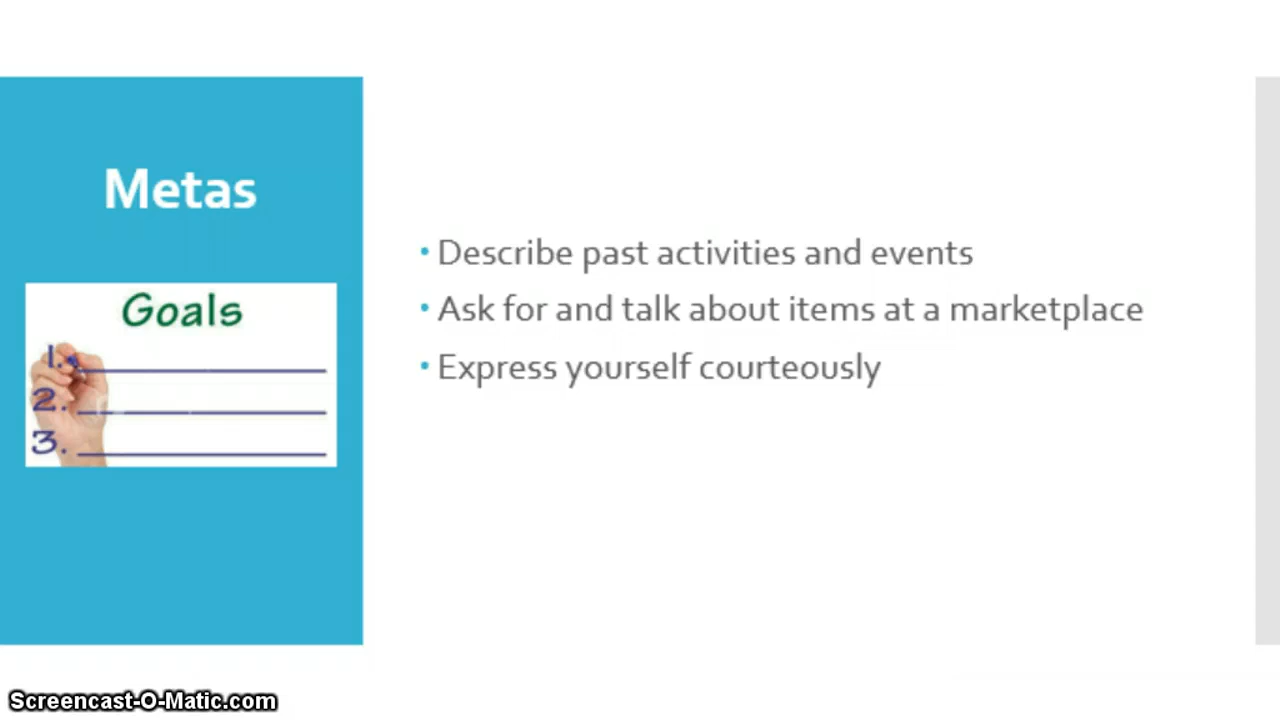 Metas
Goals
1.
2.
3.
• Describe past activities and events
• Ask for and talk about items at a marketplace
• Express yourself courteously
Screencast-O-Matic.com